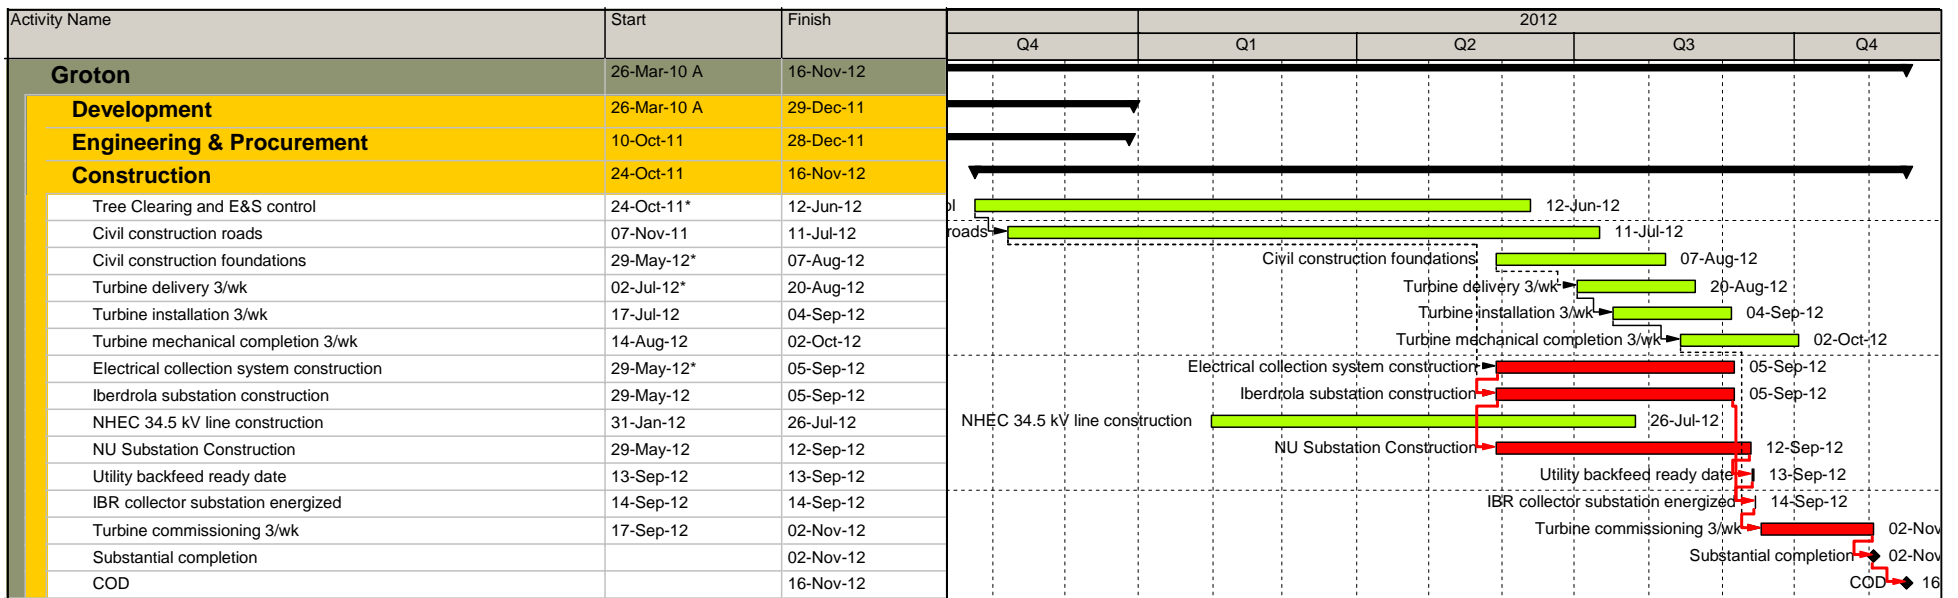 Activity Name Start Finish 2012
Q4 Q1 Q2 Q3 Q4
Groton 26-Mar-10 A 16-Nov-12
Development 26-Mar-10 A 29-Dec-11
Engineering & Procurement 10-Oct-11 28-Dec-11
Construction 24-Oct-11 16-Nov-12
Tree Clearing and E&S control 24-Oct-11* 12-Jun-12 ol 12-Jun-12
Civil construction roads 07-Nov-11 11-Jul-12 roads 11-Jul-12
Civil construction foundations 29-May-12* 07-Aug-12 Civil construction foundations 07-Aug-12
Turbine delivery 3/wk 02-Jul-12* 20-Aug-12 Turbine delivery 3/wk 20-Aug-12
Turbine installation 3/wk 17-Jul-12 04-Sep-12 Turbine installation 3/wk 04-Sep-12
Turbine mechanical completion 3/wk 14-Aug-12 02-Oct-12 Turbine mechanical completion 3/wk 02-Oct-12
Electrical collection system construction 29-May-12* 05-Sep-12 Electrical collection system construction 05-Sep-12
Iberdrola substation construction 29-May-12 05-Sep-12 Iberdrola substation construction 05-Sep-12
NHEC 34.5 kV line construction 31-Jan-12 26-Jul-12 NHEC 34.5 kV line construction 26-Jul-12
NU Substation Construction 29-May-12 12-Sep-12 NU Substation Construction 12-Sep-12
Utility backfeed ready date 13-Sep-12 13-Sep-12 Utility backfeed ready date 13-Sep-12
IBR collector substation energized 14-Sep-12 14-Sep-12 IBR collector substation energized 14-Sep-12
Turbine commissioning 3/wk 17-Sep-12 02-Nov-12 Turbine commissioning 3/wk 02-Nov
Substantial completion 02-Nov-12 Substantial completion 02-Nov
COD 16-Nov-12 COD 16